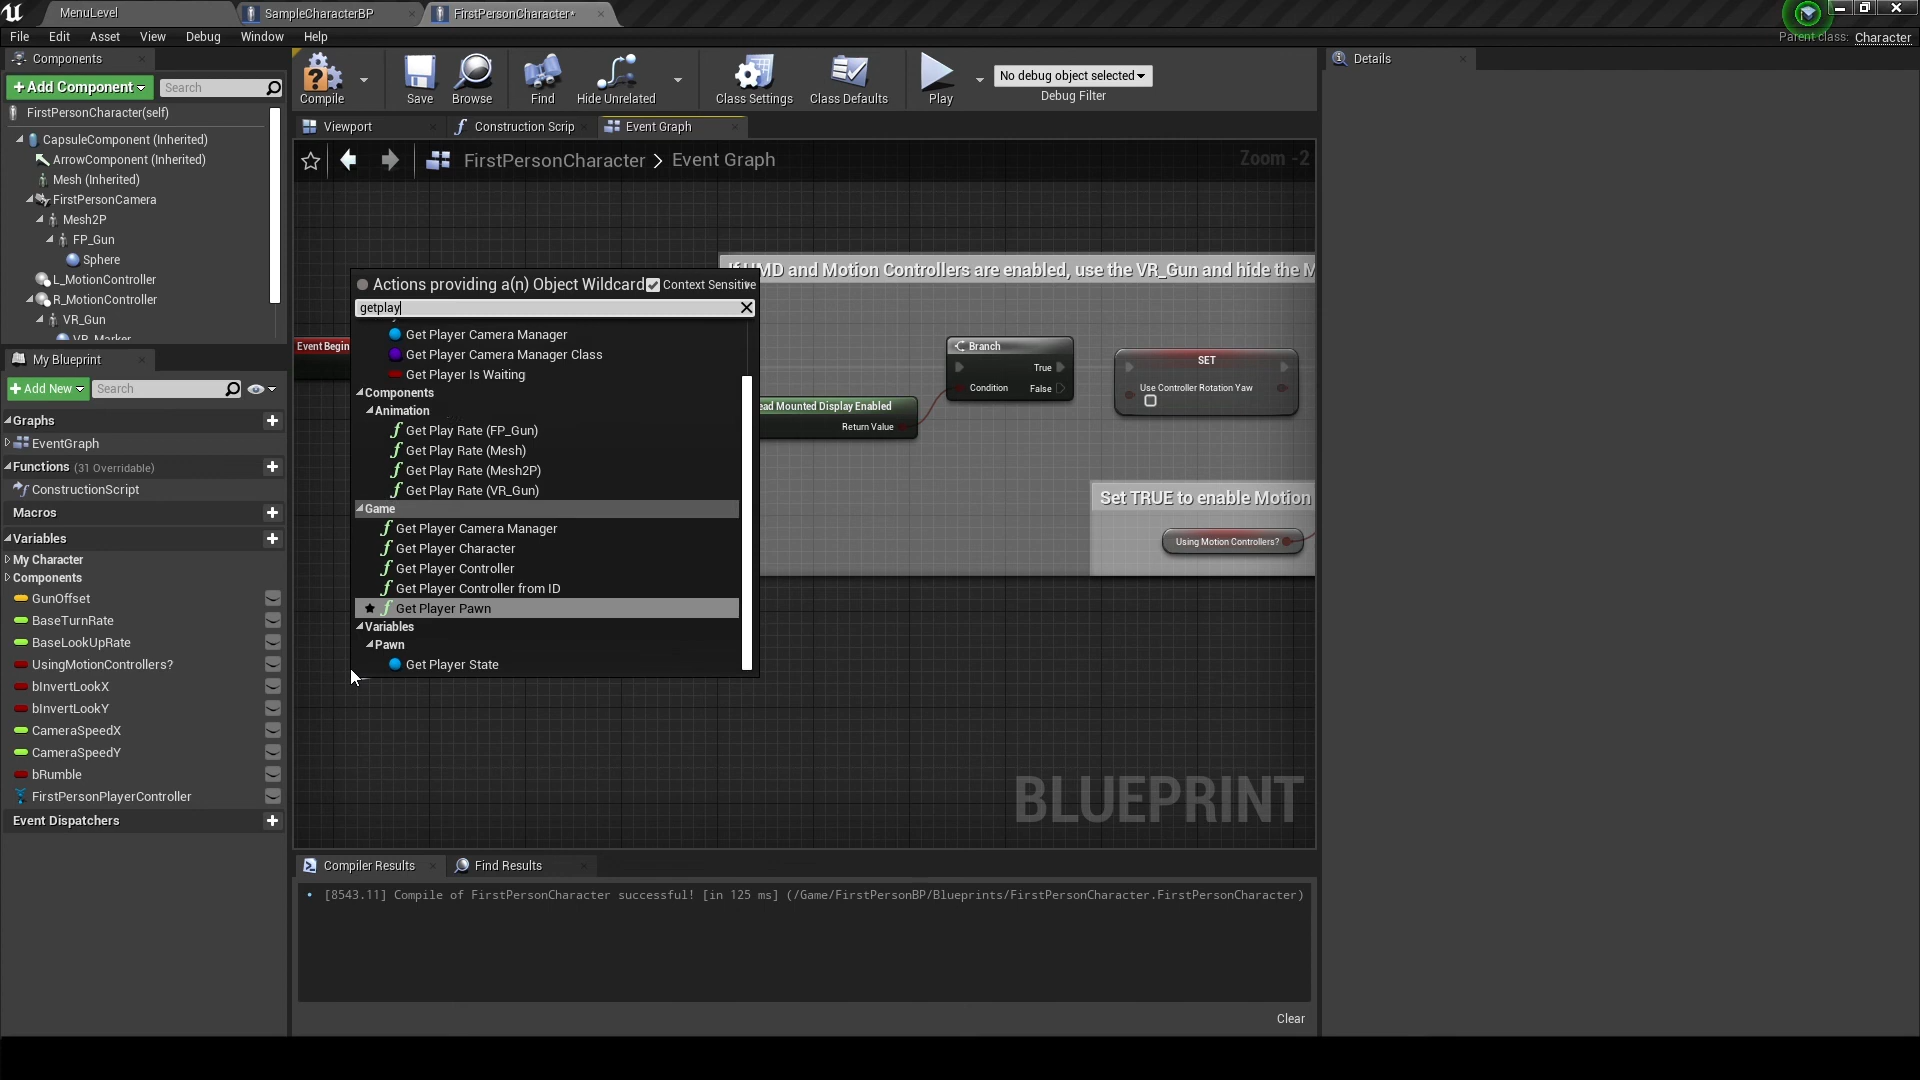 MenuLevel
SampleCharacterBP
FirstPersonCharacter*
File Edit Asset View Debug Window Help
Parent class: Character
Components
+Add Component
Search
FirstPersonCharacter(self)
CapsuleComponent (Inherited)
ArrowComponent (Inherited)
Mesh (Inherited)
FirstPersonCamera
Mesh2P
FP_Gun
Sphere
L_MotionController
R_MotionController
VR_Gun
VR_Marker
My Blueprint
+Add New
Search
Graphs
EventGraph
Functions (31 Overridable)
ConstructionScript
Macros
Variables
My Character
Components
GunOffset
BaseTurnRate
BaseLookUpRate
UsingMotionControllers?
bInvertLookX
bInvertLookY
CameraSpeedX
CameraSpeedY
bRumble
FirstPersonPlayerController
Event Dispatchers
Compile
Save
Browse
Find
Hide Unrelated
Class Settings
Class Defaults
Play
No debug object selected
Debug Filter
Viewport
Construction Scrip
Event Graph
FirstPersonCharacter > Event Graph
Zoom -2
If HMD and Motion Controllers are enabled, use the VR_Gun and hide the M
Event Begin
Actions providing a(n) Object Wildcard
Context Sensitive
getplay
Get Player Camera Manager
Get Player Camera Manager Class
Get Player Is Waiting
Components
Animation
Get Play Rate (FP_Gun)
Get Play Rate (Mesh)
Get Play Rate (Mesh2P)
Get Play Rate (VR_Gun)
Game
Get Player Camera Manager
Get Player Character
Get Player Controller
Get Player Controller from ID
Get Player Pawn
Variables
Pawn
Get Player State
ead Mounted Display Enabled
Return Value
Branch
True
Condition
False
SET
Use Controller Rotation Yaw
Set TRUE to enable Motion
Using Motion Controllers?
BLUEPRINT
Compiler Results
Find Results
[8543.11] Compile of FirstPersonCharacter successful! [in 125 ms] (/Game/FirstPersonBP/Blueprints/FirstPersonCharacter.FirstPersonCharacter)
Clear
Details